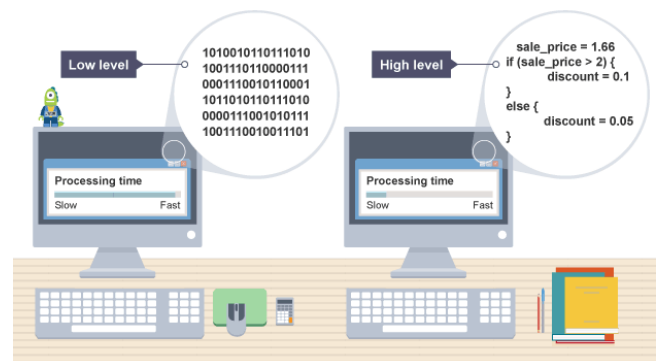 Low level
1010010110111010
1001110110000111
0001110010110001
1011010110111010
0000111001010111
1001110010011101
Processing time
Slow Fast
High level
sale_price = 1.66
if (sale_price > 2) {
discount = 0.1
}
else {
discount = 0.05
}
Processing time
Slow Fast